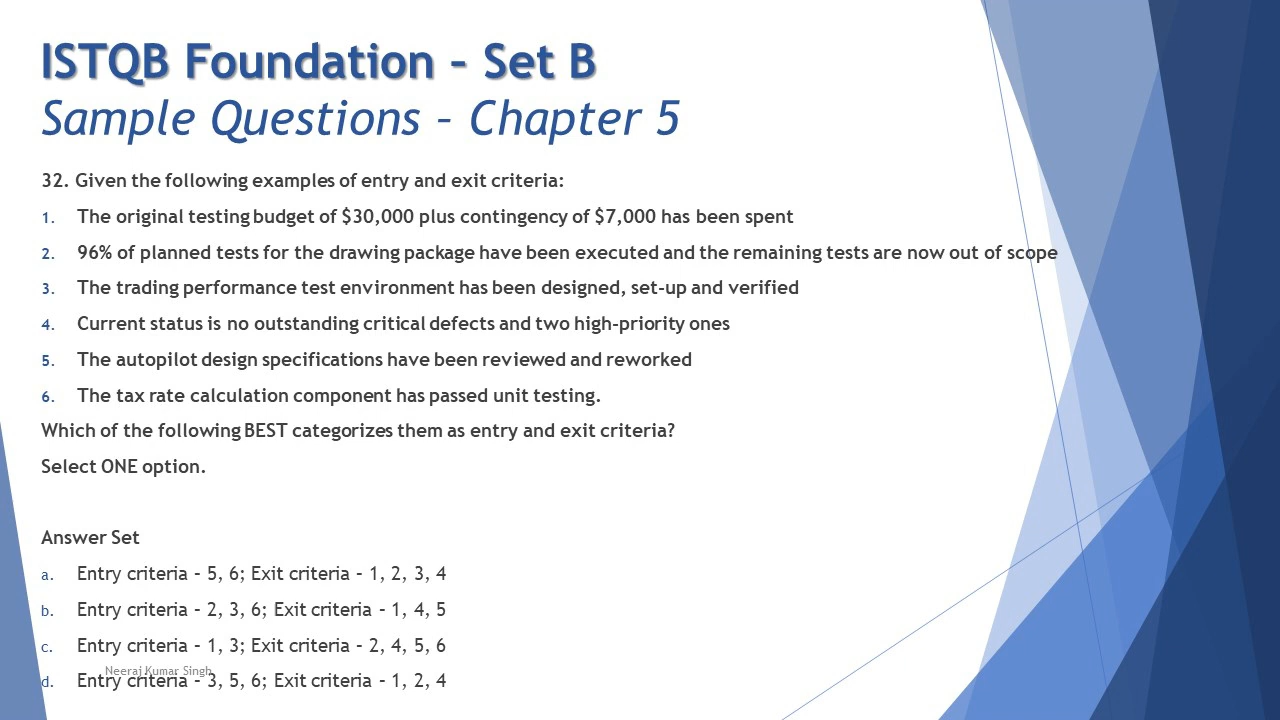 ISTQB Foundation – Set B
Sample Questions – Chapter 5
32. Given the following examples of entry and exit criteria:
1. The original testing budget of $30,000 plus contingency of $7,000 has been spent
2. 96% of planned tests for the drawing package have been executed and the remaining tests are now out of scope
3. The trading performance test environment has been designed, set-up and verified
4. Current status is no outstanding critical defects and two high-priority ones
5. The autopilot design specifications have been reviewed and reworked
6. The tax rate calculation component has passed unit testing.
Which of the following BEST categorizes them as entry and exit criteria?
Select ONE option.
Answer Set
a. Entry criteria – 5, 6; Exit criteria – 1, 2, 3, 4
b. Entry criteria – 2, 3, 6; Exit criteria – 1, 4, 5
c. Entry criteria – 1, 3; Exit criteria – 2, 4, 5, 6
Neeraj Kumar Singh
d. Entry criteria – 3, 5, 6; Exit criteria – 1, 2, 4